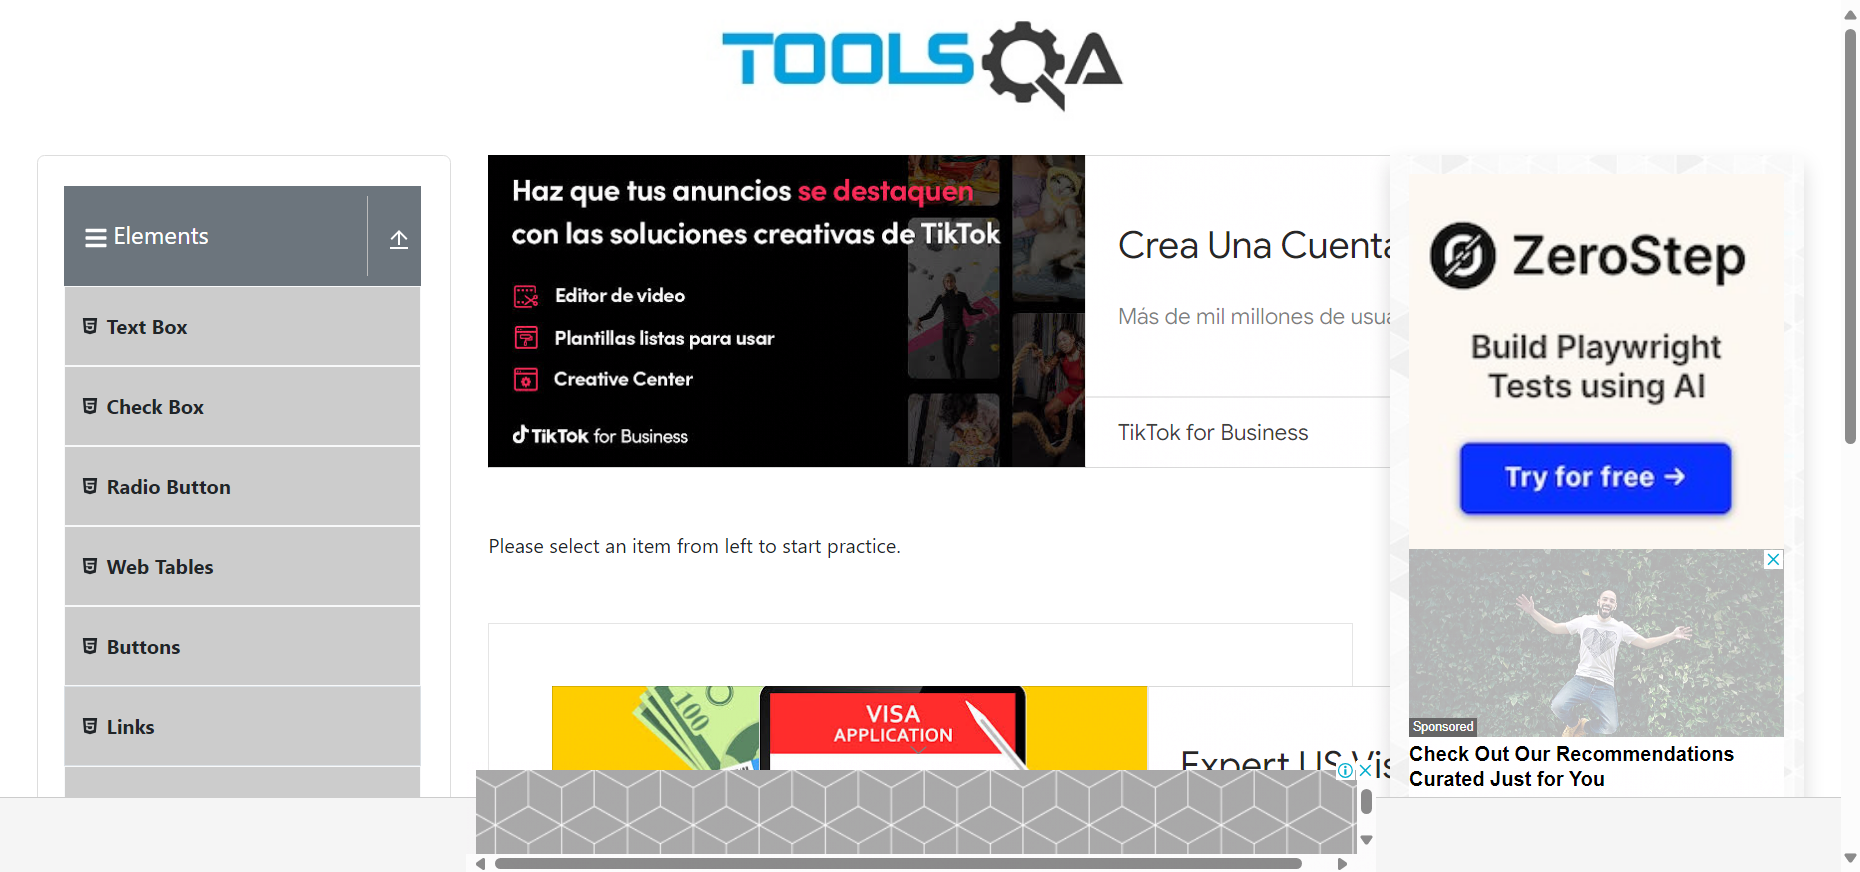 TOOLSQA
Elements
Text Box
Check Box
Radio Button
Web Tables
Buttons
Links
Haz que tus anuncios se destaquen
con las soluciones creativas de TikTok
Editor de video
Plantillas listas para usar
Creative Center
TikTok for Business
Crea Una Cuenta
Más de mil millones de usua
TikTok for Business
Please select an item from left to start practice.
100
VISA
APPLICATION
Expert US Vis
ZeroStep
Build Playwright
Tests using AI
Try for free →
Sponsored
Check Out Our Recommendations
Curated Just for You